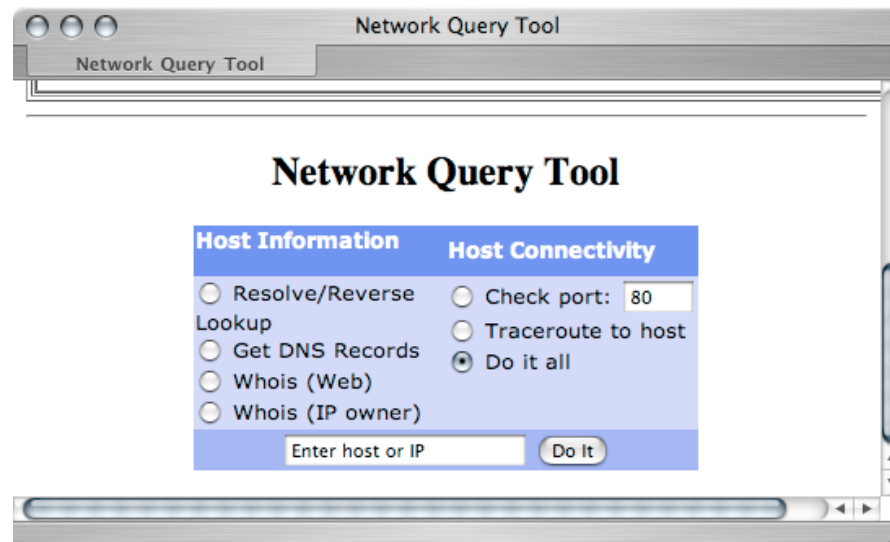 Network Query Tool
Network Query Tool
Network Query Tool
Host Information
Resolve/Reverse
Lookup
Get DNS Records
Whois (Web)
Whois (IP owner)
Host Connectivity
Check port: 80
Traceroute to host
Do it all
Enter host or IP Do It